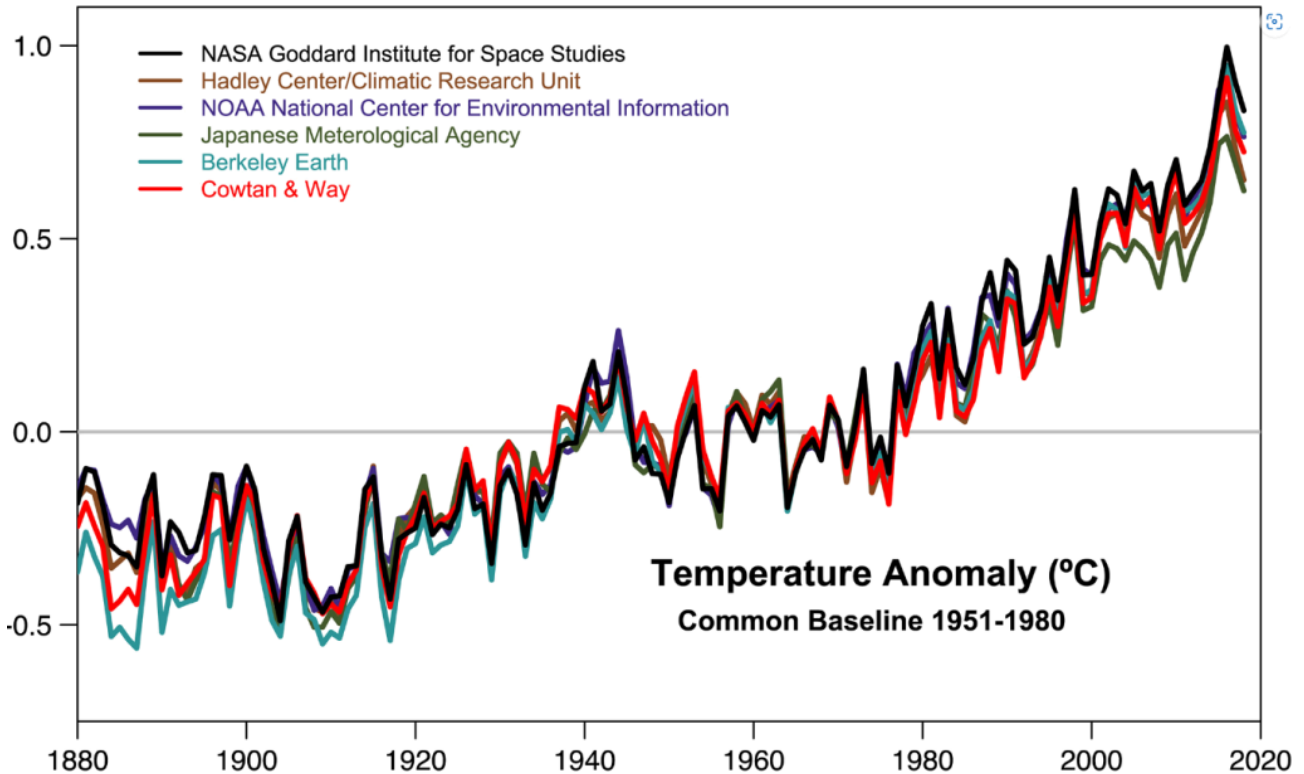 1.0
NASA Goddard Institute for Space Studies
Hadley Center/Climatic Research Unit
NOAA National Center for Environmental Information
Japanese Meterological Agency
Berkeley Earth
Cowtan & Way
0.5
0.0
Temperature Anomaly (ºC)
Common Baseline 1951-1980
-0.5
1880 1900 1920 1940 1960 1980 2000 2020